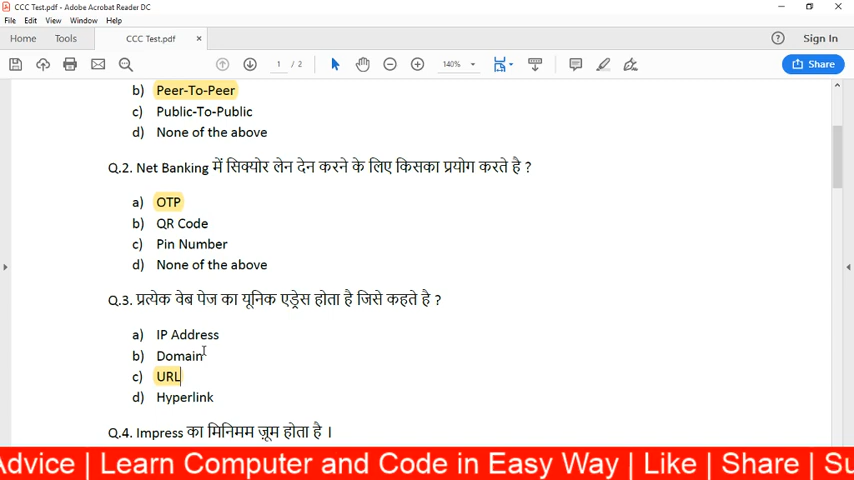 CCC Test.pdf - Adobe Acrobat Reader DC
File Edit View Window Help
Home Tools CCC Test.pdf × ? Sign In
1 / 2 140% Share
b) Peer-To-Peer
c) Public-To-Public
d) None of the above
Q.2. Net Banking में सिक्योर लेन देन करने के लिए किसका प्रयोग करते है ?
a) OTP
b) QR Code
c) Pin Number
d) None of the above
Q.3. प्रत्येक वेब पेज का यूनिक एड्रेस होता है जिसे कहते है ?
a) IP Address
b) Domain
c) URL
d) Hyperlink
Q.4. Impress का मिनिमम ज़ूम होता है ।
Advice | Learn Computer and Code in Easy Way | Like | Share | Su